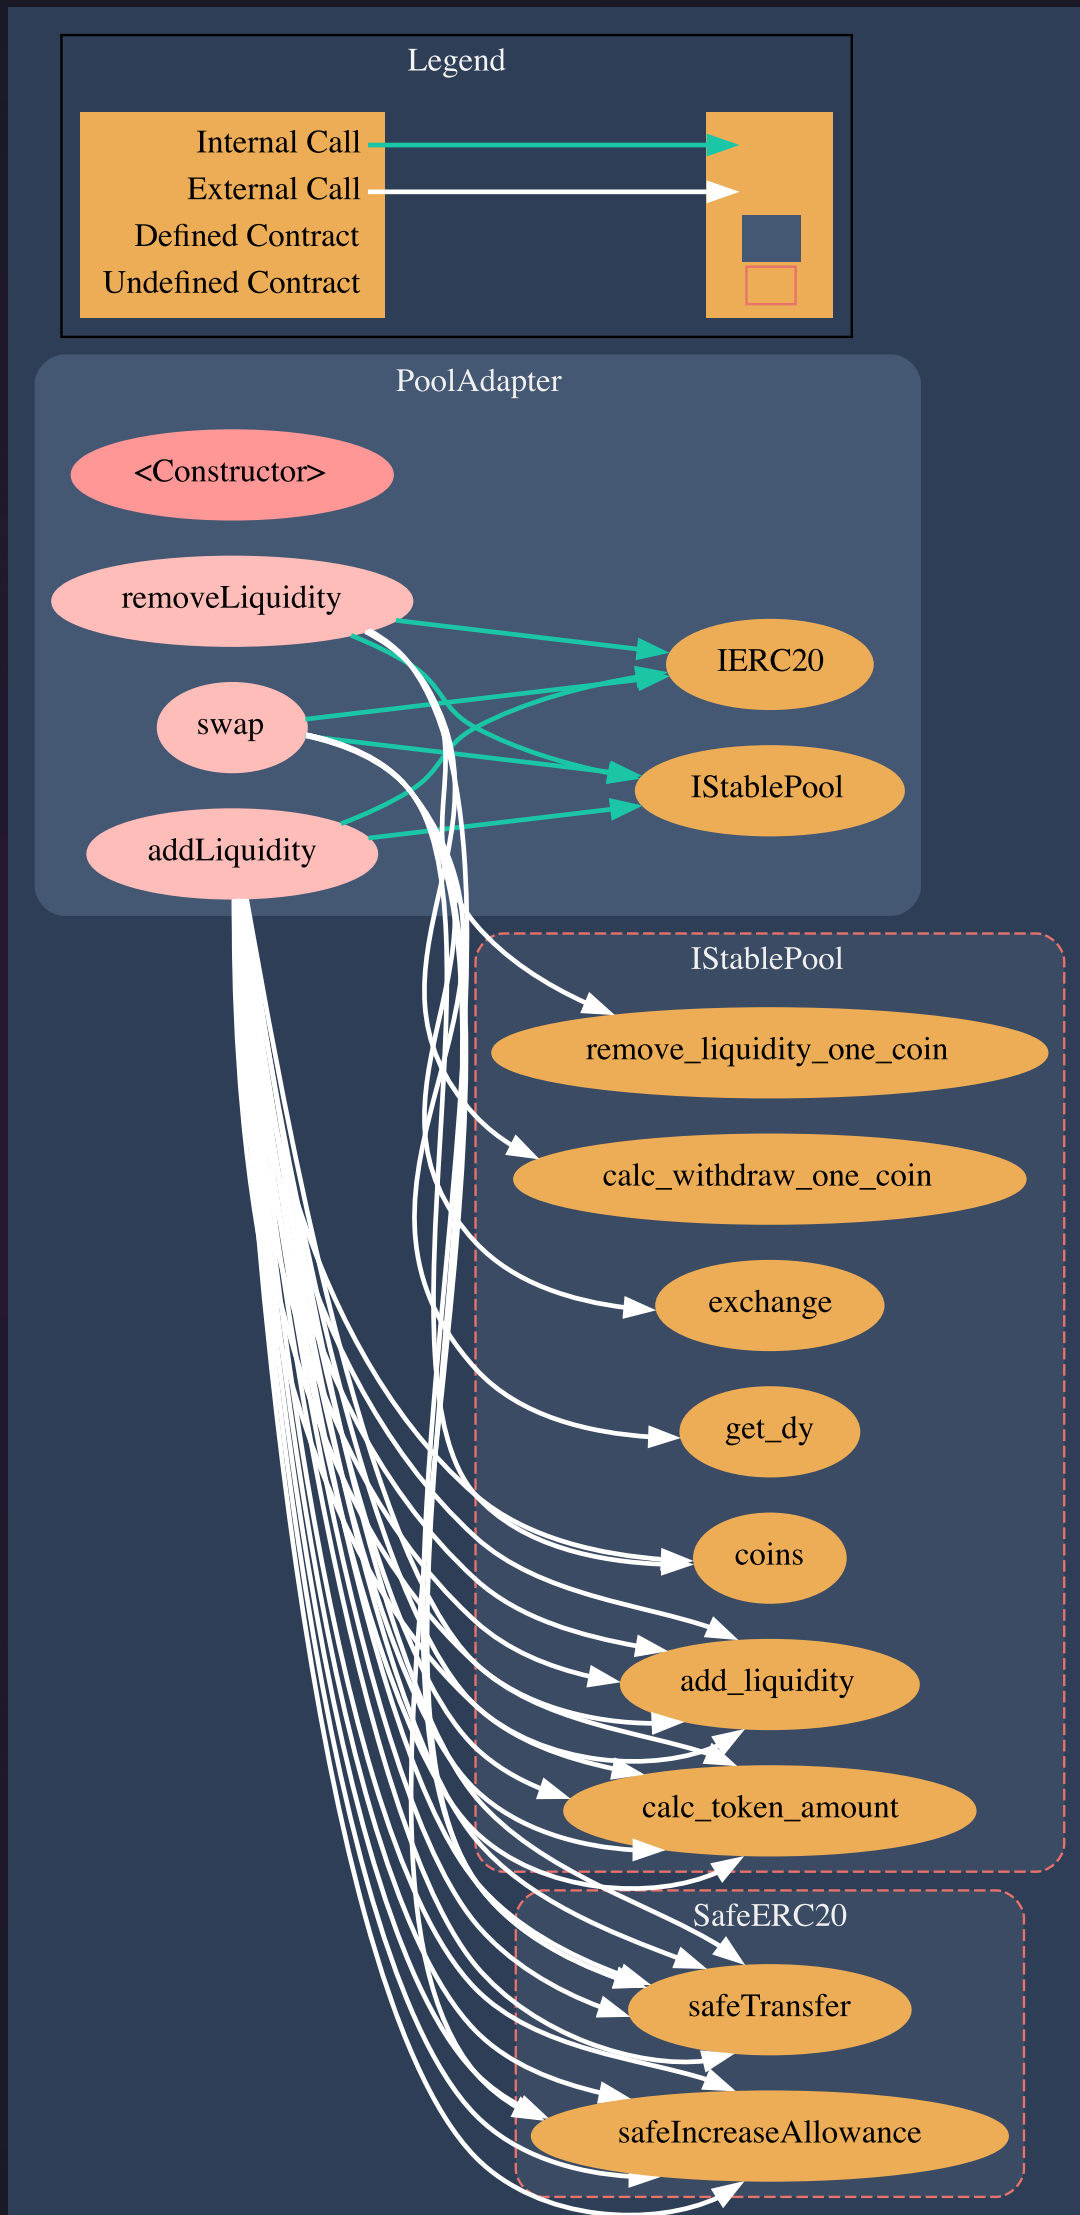 Legend
Internal Call
External Call
Defined Contract
Undefined Contract
PoolAdapter
<Constructor>
removeLiquidity
IERC20
swap
IStablePool
addLiquidity
IStablePool
remove_liquidity_one_coin
calc_withdraw_one_coin
exchange
get_dy
coins
add_liquidity
calc_token_amount
SafeERC20
safeTransfer
safeIncreaseAllowance